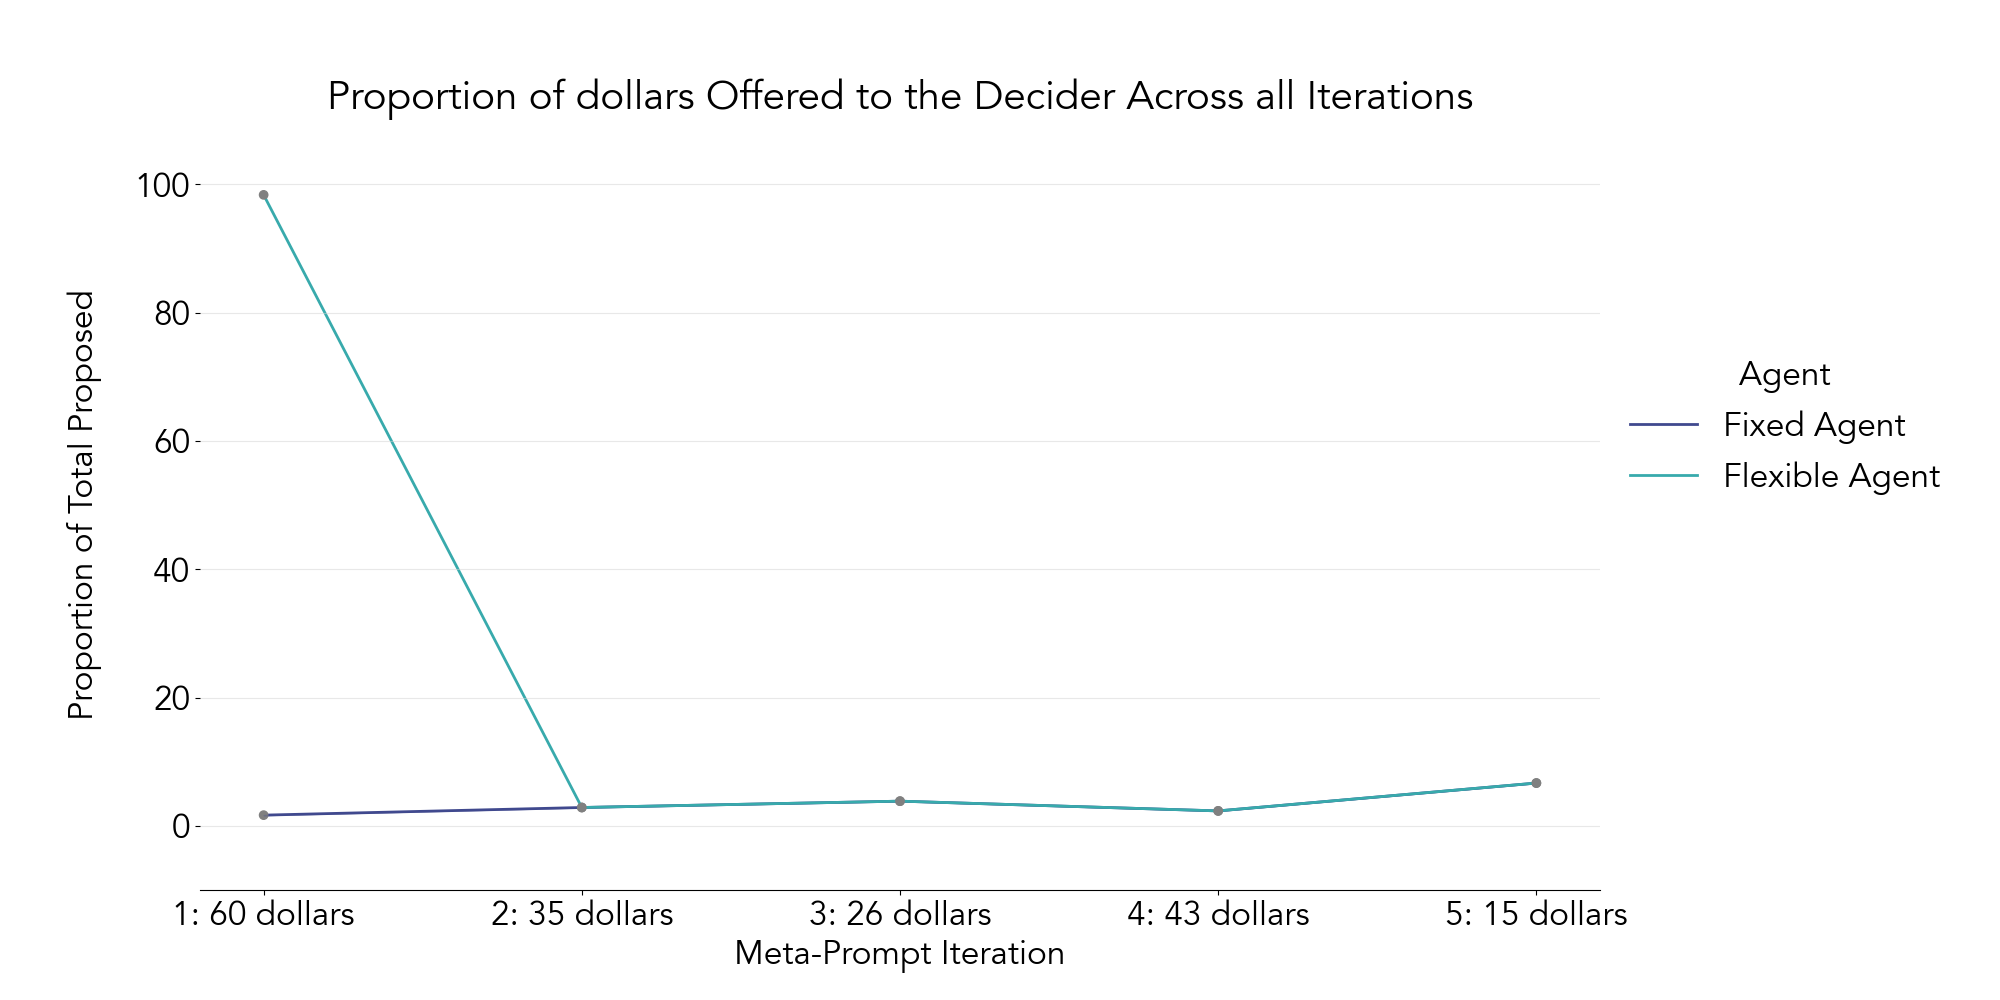 Proportion of dollars Offered to the Decider Across all Iterations
Proportion of Total Proposed
100
80
60
40
20
0
1: 60 dollars
2: 35 dollars
3: 26 dollars
4: 43 dollars
5: 15 dollars
Meta-Prompt Iteration
Agent
Fixed Agent
Flexible Agent